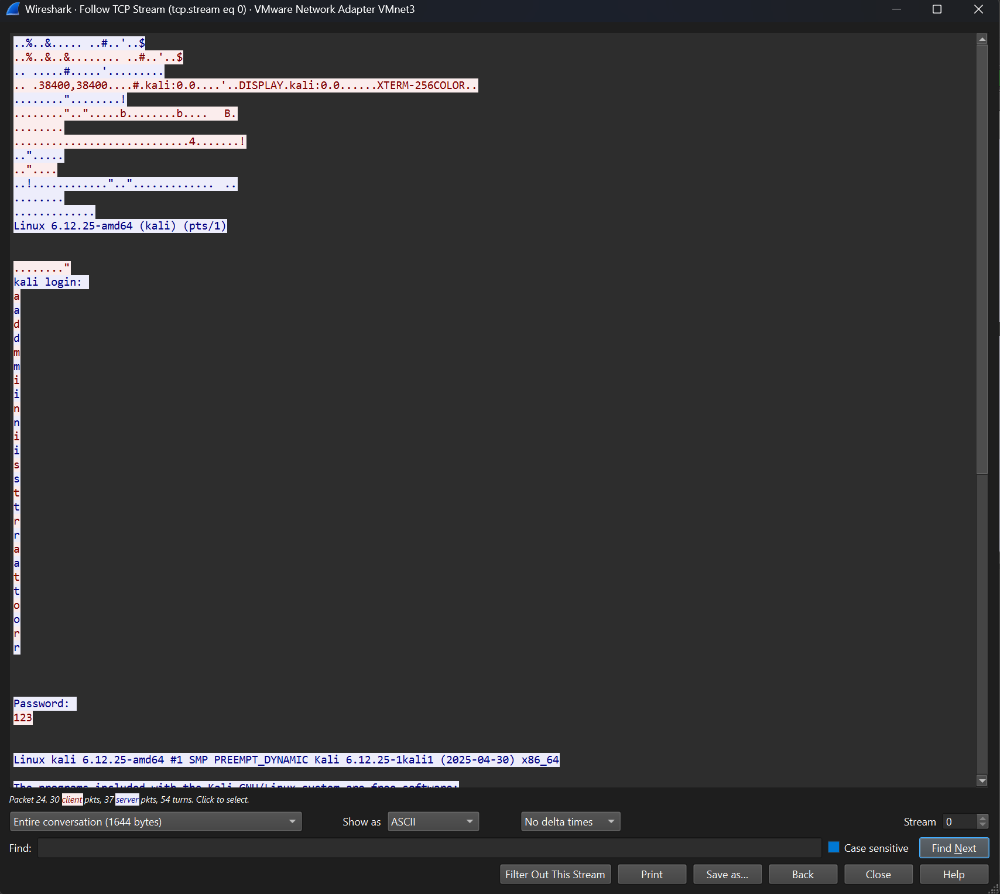 Wireshark · Follow TCP Stream (tcp.stream eq 0) · VMware Network Adapter VMnet3
..%..&..... ..#..'..$
..%..&..&........ ..#..'..$
.. .....#.....'.........
.. .38400,38400....#.kali:0.0....'..DISPLAY.kali:0.0......XTERM-256COLOR..
........"........!
........"..".....b........b....   B.
........
............................4.......!
..".....
.."....
..!............"..".............  ..
........
.............
Linux 6.12.25-amd64 (kali) (pts/1)
........"
kali login:
a
a
d
d
m
m
i
i
n
n
i
i
s
s
t
t
r
r
a
a
t
t
o
o
r
r
Password:
123
Linux kali 6.12.25-amd64 #1 SMP PREEMPT_DYNAMIC Kali 6.12.25-1kali1 (2025-04-30) x86_64
The programs included with the Kali GNU/Linux system are free software;
Packet 24. 30 client pkts, 37 server pkts, 54 turns. Click to select.
Entire conversation (1644 bytes) Show as ASCII No delta times Stream 0
Find: Case sensitive Find Next
Filter Out This Stream Print Save as... Back Close Help